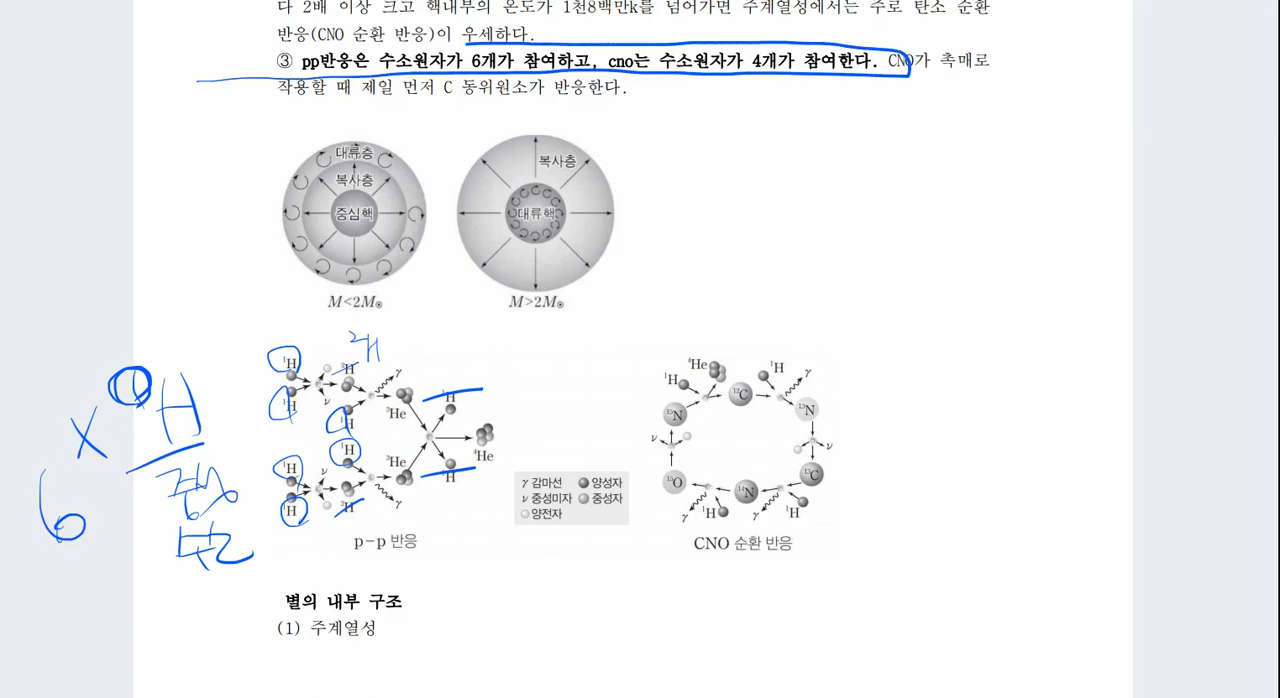 다 2배 이상 크고 핵내부의 온도가 1천8백만k를 넘어가면 주계열성에서는 주로 탄소 순환
반응(CNO 순환 반응)이 우세하다.
③ pp반응은 수소원자가 6개가 참여하고, cno는 수소원자가 4개가 참여한다. CNO가 촉매로
작용할 때 제일 먼저 C 동위원소가 반응한다.
대류층
복사층
중심핵
M<2M⊙
복사층
대류핵
M>2M⊙
2개
¹H
¹H
ν
²H
¹H
γ
³He
¹H
⁴He
¹H
¹H
¹H
ν
²H
¹H
³He
γ
¹H
p-p 반응
6 × ¹H
γ 감마선 양성자
ν 중성미자 중성자
양전자
⁴He
¹H
¹H
γ
¹²C
¹³N
ν
¹³C
¹H
γ
¹⁴N
¹H
γ
¹⁵O
ν
¹⁵N
CNO 순환 반응
별의 내부 구조
(1) 주계열성